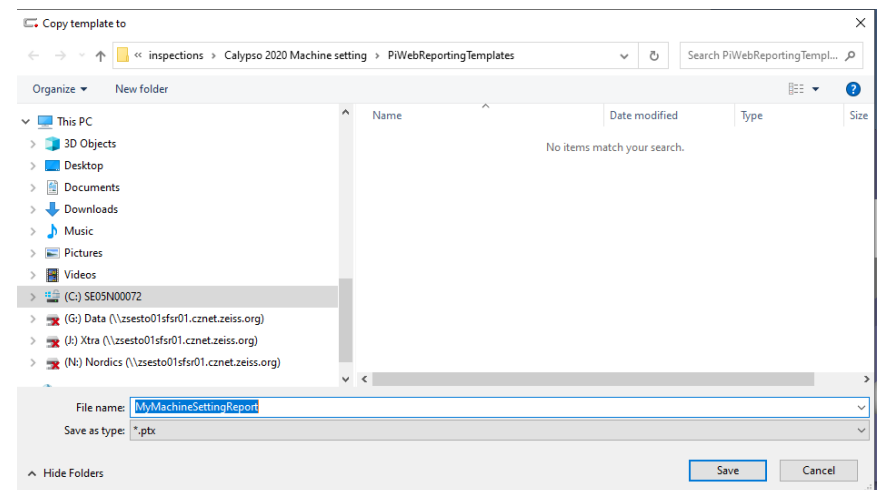 Copy template to
« inspections › Calypso 2020 Machine setting › PiWebReportingTemplates
Search PiWebReportingTempl...
Organize
New folder
Name Date modified Type Size
No items match your search.
This PC
3D Objects
Desktop
Documents
Downloads
Music
Pictures
Videos
(C:) SE05N00072
(G:) Data (\\zsesto01sfsr01.cznet.zeiss.org)
(J:) Xtra (\\zsesto01sfsr01.cznet.zeiss.org)
(N:) Nordics (\\zsesto01sfsr01.cznet.zeiss.org)
File name: MyMachineSettingReport
Save as type: *.ptx
Hide Folders
Save
Cancel